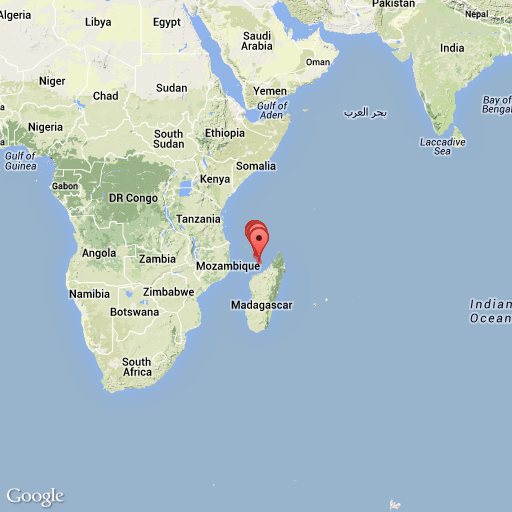 Algeria
Libya
Egypt
Pakistan
Nepal
Saudi
Arabia
Oman
India
Niger
Chad
Sudan
Yemen
Gulf of
Aden
بحر العرب
Bay of
Bengal
Nigeria
South
Sudan
Ethiopia
Laccadive
Sea
Gulf of
Guinea
Somalia
Gabon
Kenya
DR Congo
Tanzania
Angola
Zambia
Mozambique
Namibia
Zimbabwe
Botswana
Madagascar
Indian
Ocean
South
Africa
Google